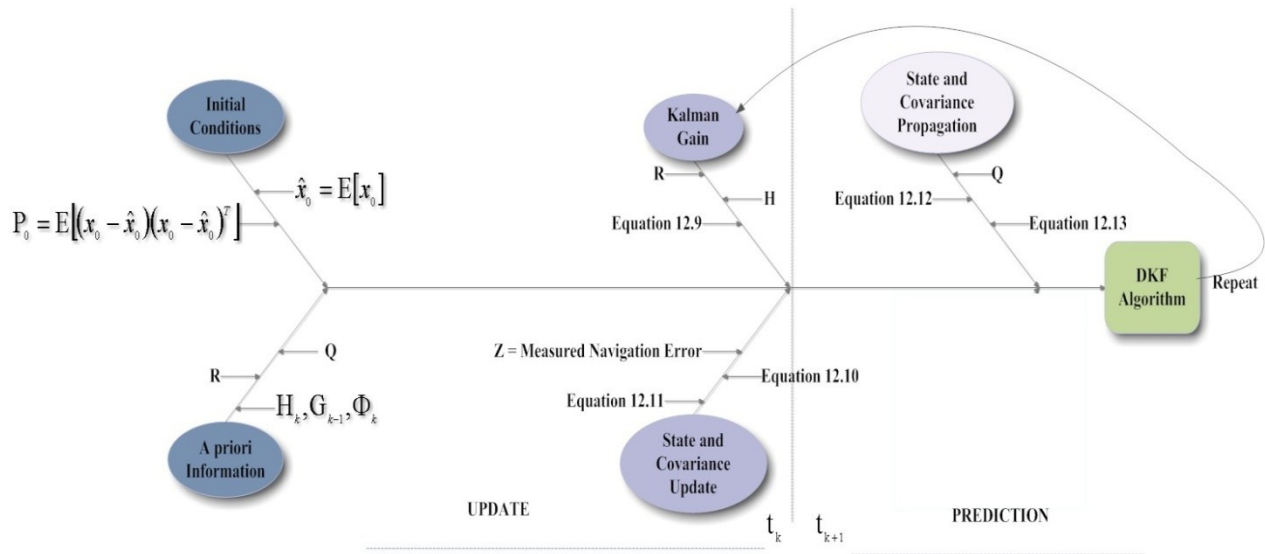 Initial
Conditions
x̂₀ = E[x₀]
P₀ = E[(x₀ - x̂₀)(x₀ - x̂₀)ᵀ]
Kalman
Gain
R
H
Equation 12.9
State and
Covariance
Propagation
Q
Equation 12.12
Equation 12.13
DKF
Algorithm
Repeat
Q
R
Hₖ, Gₖ₋₁, Φₖ
A priori
Information
Z = Measured Navigation Error
Equation 12.10
Equation 12.11
State and
Covariance
Update
UPDATE
tₖ
tₖ₊₁
PREDICTION